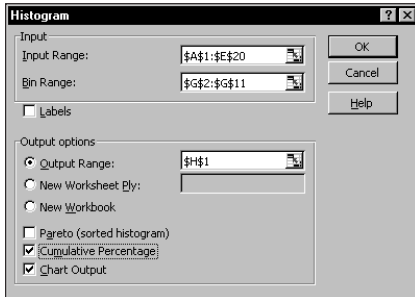 Histogram
Input
Input Range: $A$1:$E$20
Bin Range: $G$2:$G$11
Labels
OK
Cancel
Help
Output options
Output Range: $H$1
New Worksheet Ply:
New Workbook
Pareto (sorted histogram)
Cumulative Percentage
Chart Output